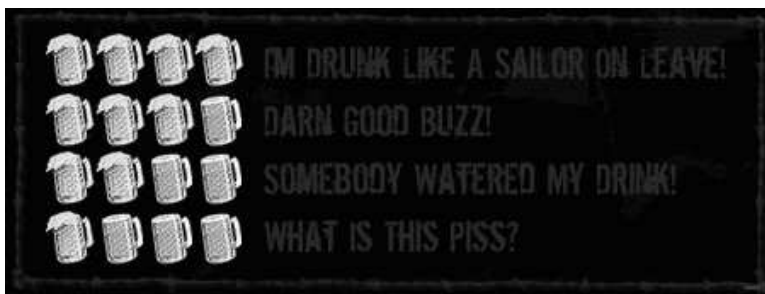 I'M DRUNK LIKE A SAILOR ON LEAVE!
DARN GOOD BUZZ!
SOMEBODY WATERED MY DRINK!
WHAT IS THIS PISS?